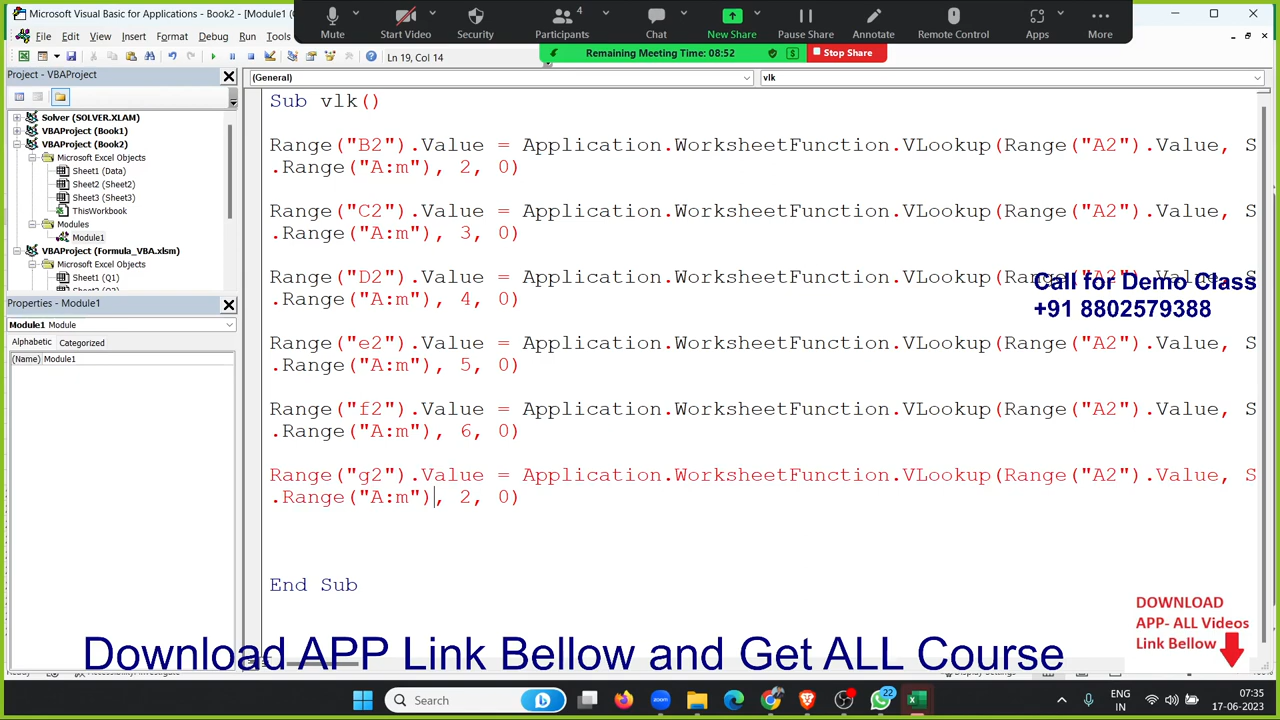 Microsoft Visual Basic for Applications - Book2 - [Module1 (
Mute
Start Video
Security
Participants
4
Chat
New Share
Pause Share
Annotate
Remote Control
Apps
More
Remaining Meeting Time: 08:52
Stop Share
File Edit View Insert Format Debug Run Tools
Ln 19, Col 14
Project - VBAProject
(General)
vlk
Solver (SOLVER.XLAM)
VBAProject (Book1)
VBAProject (Book2)
Microsoft Excel Objects
Sheet1 (Data)
Sheet2 (Sheet2)
Sheet3 (Sheet3)
ThisWorkbook
Modules
Module1
VBAProject (Formula_VBA.xlsm)
Microsoft Excel Objects
Sheet1 (Q1)
Properties - Module1
Module1 Module
Alphabetic Categorized
(Name) Module1
Sub vlk()
Range("B2").Value = Application.WorksheetFunction.VLookup(Range("A2").Value, S
.Range("A:m"), 2, 0)
Range("C2").Value = Application.WorksheetFunction.VLookup(Range("A2").Value, S
.Range("A:m"), 3, 0)
Range("D2").Value = Application.WorksheetFunction.VLookup(Range("A2").Value, S
.Range("A:m"), 4, 0)
Range("e2").Value = Application.WorksheetFunction.VLookup(Range("A2").Value, S
.Range("A:m"), 5, 0)
Range("f2").Value = Application.WorksheetFunction.VLookup(Range("A2").Value, S
.Range("A:m"), 6, 0)
Range("g2").Value = Application.WorksheetFunction.VLookup(Range("A2").Value, S
.Range("A:m"), 2, 0)
End Sub
Call for Demo Class
+91 8802579388
DOWNLOAD
APP- ALL Videos
Link Bellow
Download APP Link Bellow and Get ALL Course
Search
22
ENG
IN
07:35
17-06-2023